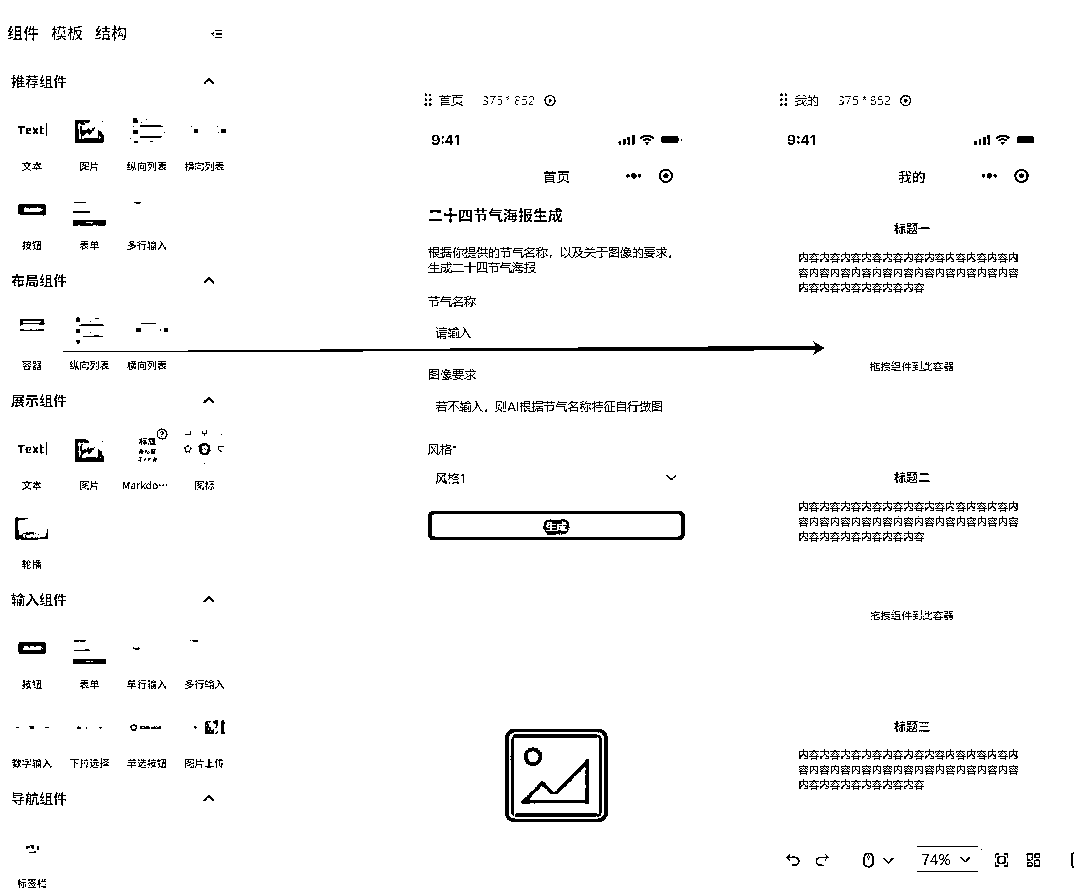 组件 模板 结构
推荐组件
Text
文本 图片 纵向列表 横向列表
按钮 表单 多行输入
布局组件
容器 纵向列表 横向列表
展示组件
Text
标题
文本 图片 Markdo… 图标
轮播
输入组件
按钮 表单 单行输入 多行输入
数字输入 下拉选择 单选按钮 图片上传
导航组件
标签栏
首页 375*852
9:41
首页
二十四节气海报生成
根据你提供的节气名称，以及关于图像的要求，
生成二十四节气海报
节气名称
请输入
图像要求
若不输入，则AI根据节气名称特征自行做图
风格*
风格1
生成
我的 375*852
9:41
我的
标题一
内容内容内容内容内容内容内容内容内容内容内
容内容内容内容内容内容内容内容内容内容内容
内容内容内容内容内容内容
拖拽组件到此容器
标题二
内容内容内容内容内容内容内容内容内容内容内
容内容内容内容内容内容内容内容内容内容内容
内容内容内容内容内容内容
拖拽组件到此容器
标题三
内容内容内容内容内容内容内容内容内容内容内
容内容内容内容内容内容内容内容内容内容内容
内容内容内容内容内容内容
74%